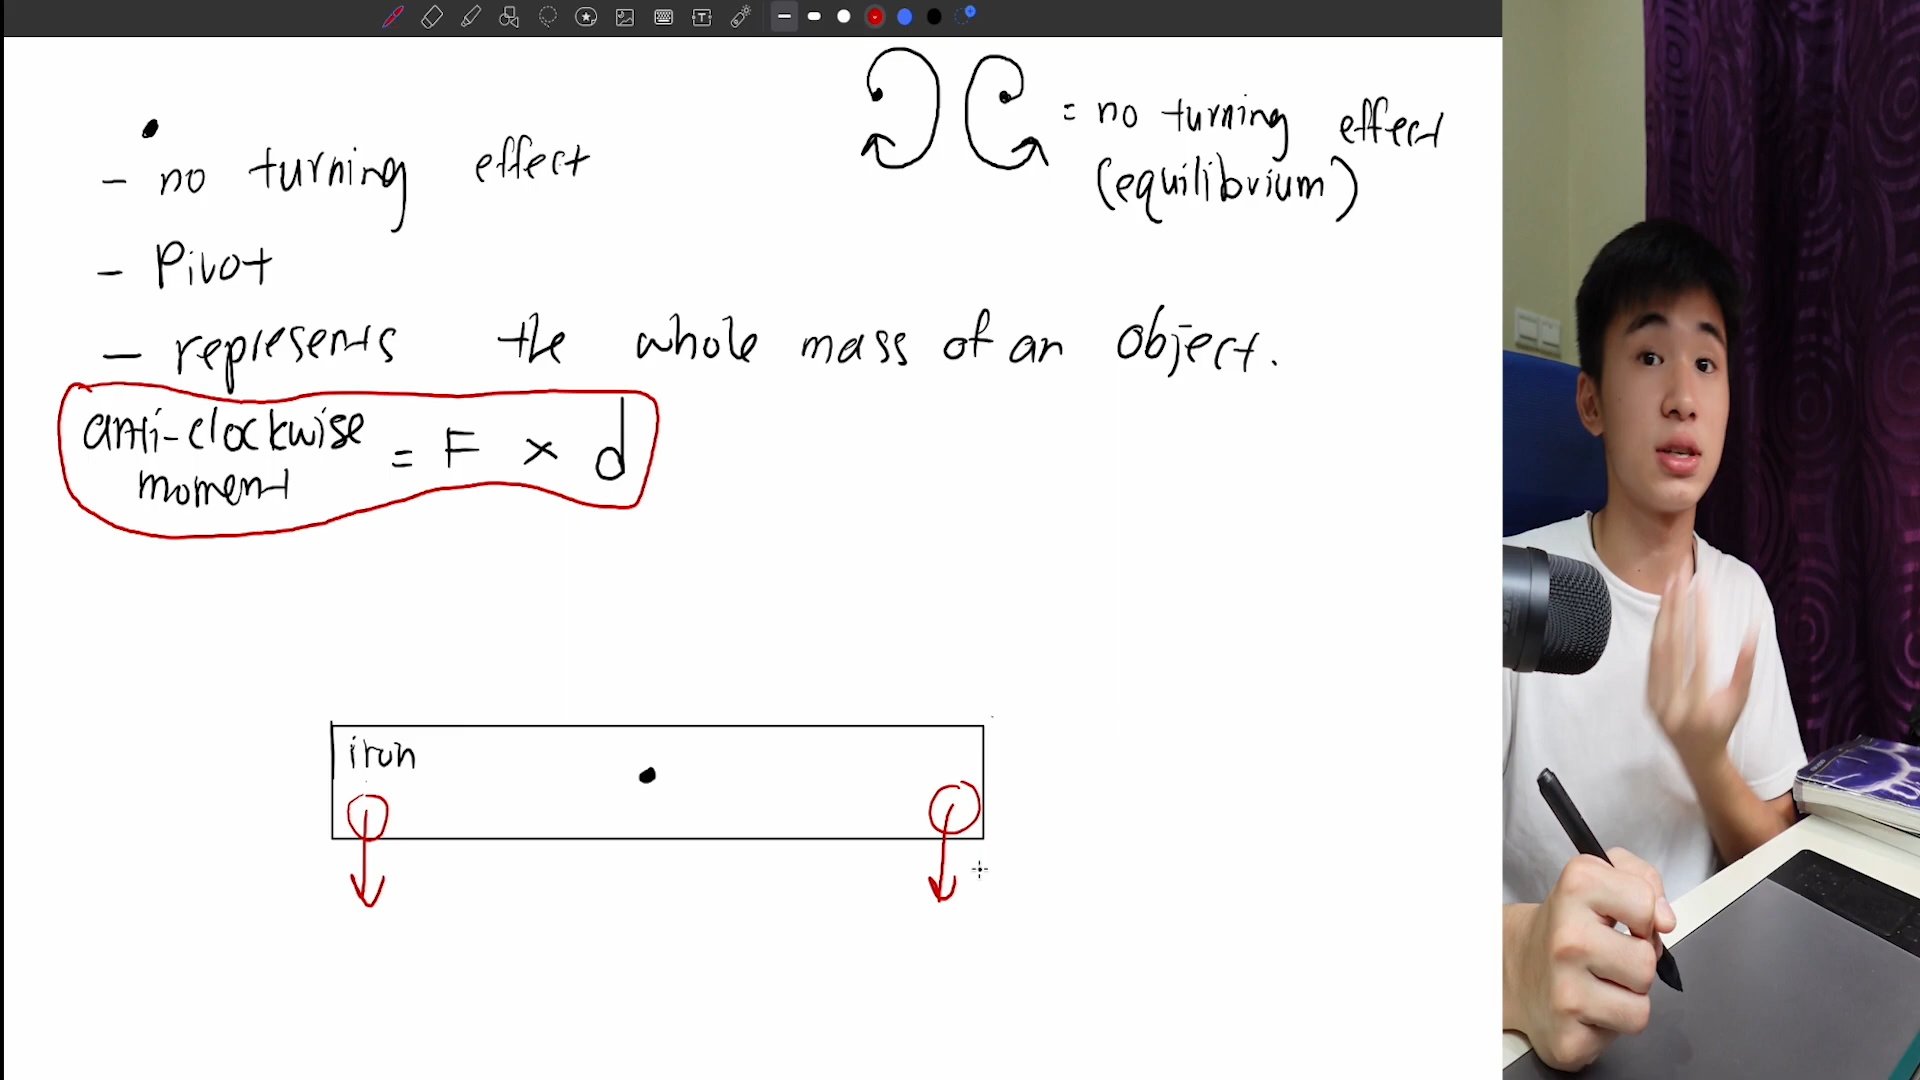 - no turning effect
- Pivot
- represents the whole mass of an object.
anti-clockwise moment = F × d
= no turning effect
(equilibrium)
iron